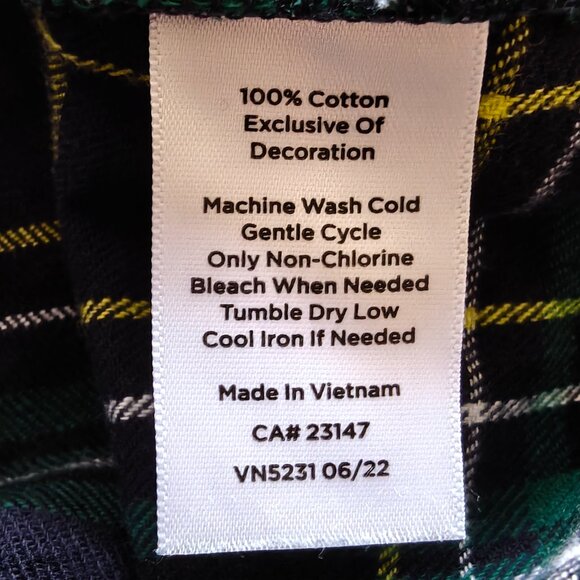 100% Cotton
Exclusive Of
Decoration
Machine Wash Cold
Gentle Cycle
Only Non-Chlorine
Bleach When Needed
Tumble Dry Low
Cool Iron If Needed
Made In Vietnam
CA# 23147
VN5231 06/22